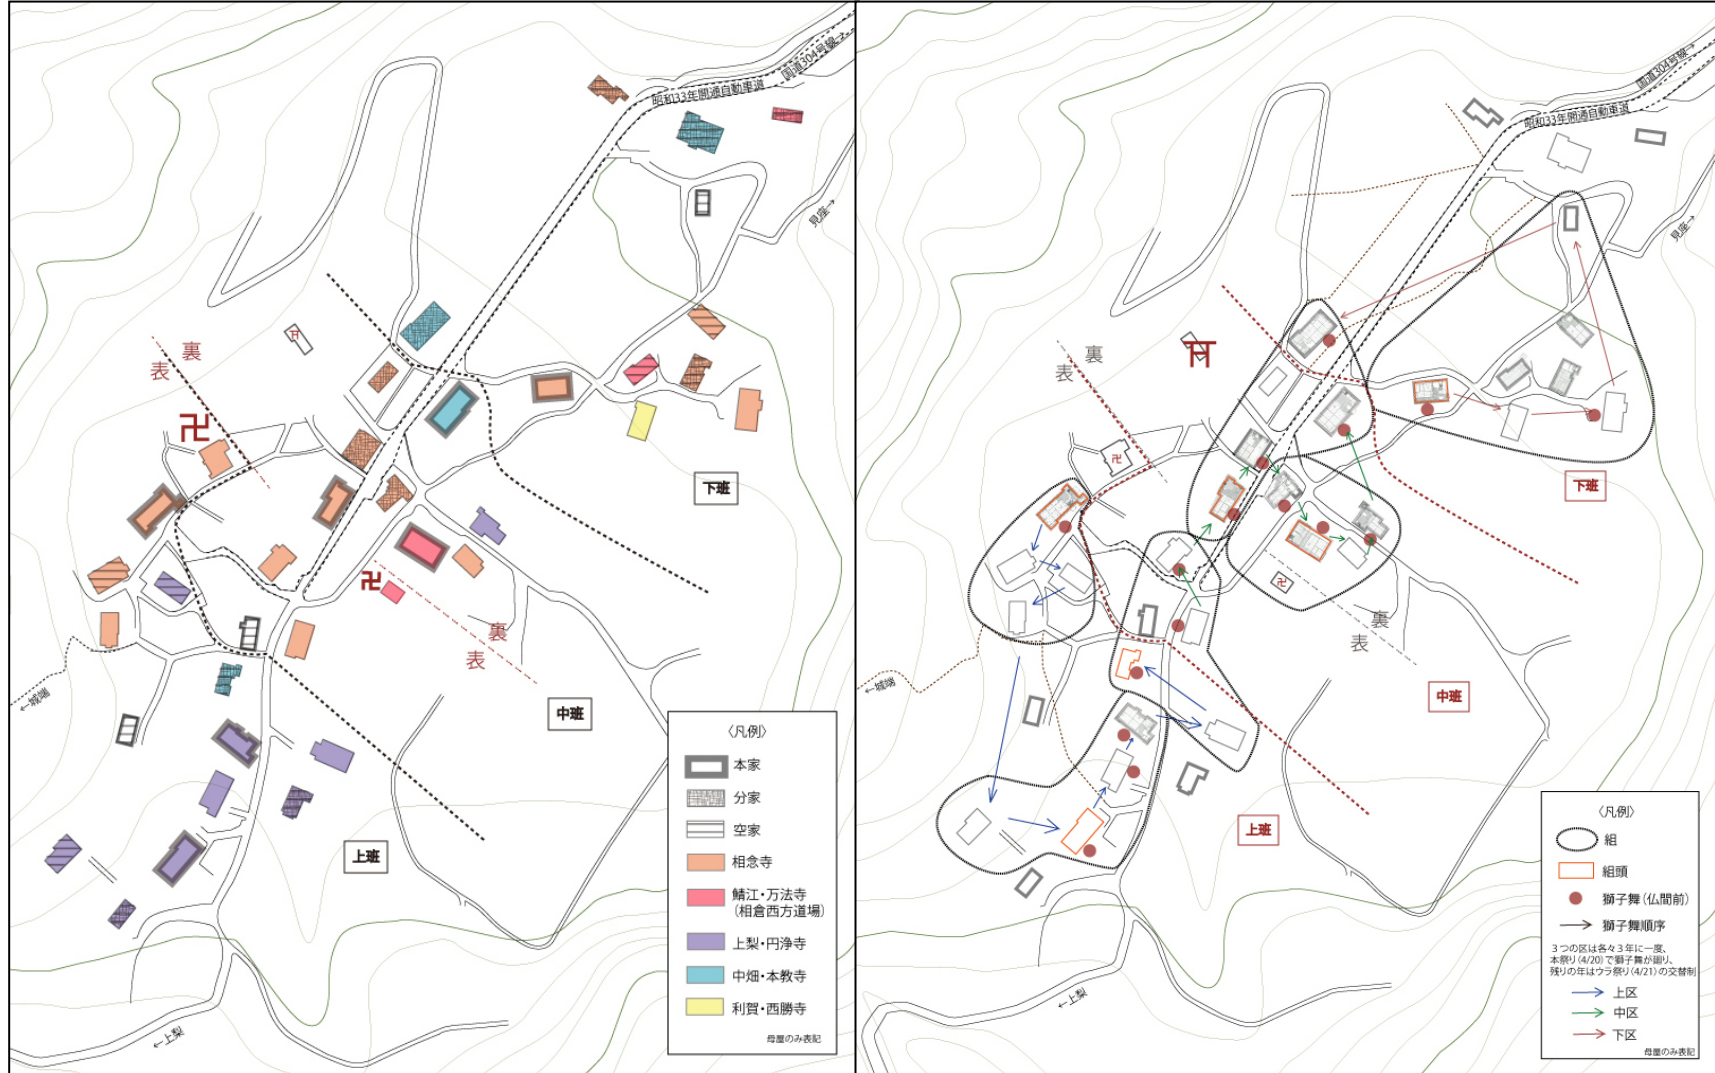 国道304号線→
昭和33年開通自動車道
見座→
裏
表
卍
下班
卍
裏
表
中班
←城端
上班
←上梨
〈凡例〉
本家
分家
空家
相念寺
鯖江・万法寺
(相倉西方道場)
上梨・円浄寺
中畑・本教寺
利賀・西勝寺
母屋のみ表記
国道304号線→
昭和33年開通自動車道
見座→
裏
表
卍
下班
卍
裏
表
中班
←城端
上班
←上梨
〈凡例〉
組
組頭
獅子舞(仏間前)
獅子舞順序
3つの区は各々3年に一度、
本祭り(4/20)で獅子舞が廻り、
残りの年はウラ祭り(4/21)の交替制
上区
中区
下区
母屋のみ表記